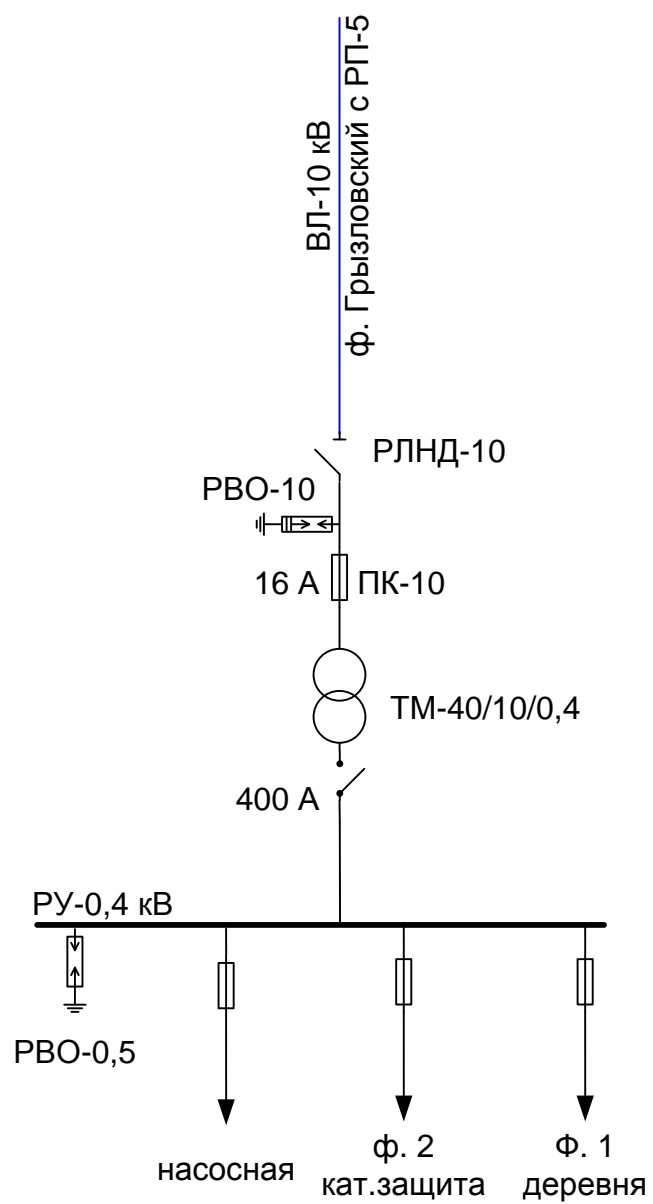 ВЛ-10 кВ
ф. Грызловский с РП-5
РЛНД-10
РВО-10
16 А ПК-10
ТМ-40/10/0,4
400 А
РУ-0,4 кВ
РВО-0,5
насосная
ф. 2
кат.защита
Ф. 1
деревня